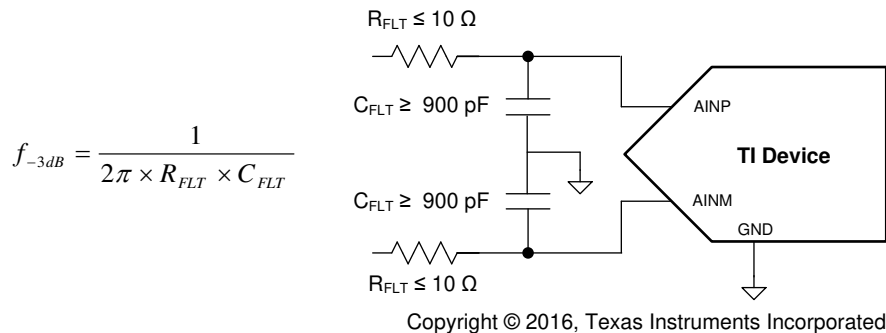 R_FLT ≤ 10 Ω
C_FLT ≥ 900 pF
AINP
f_-3dB = 1 / (2π × R_FLT × C_FLT)
TI Device
C_FLT ≥ 900 pF
AINM
GND
R_FLT ≤ 10 Ω
Copyright © 2016, Texas Instruments Incorporated